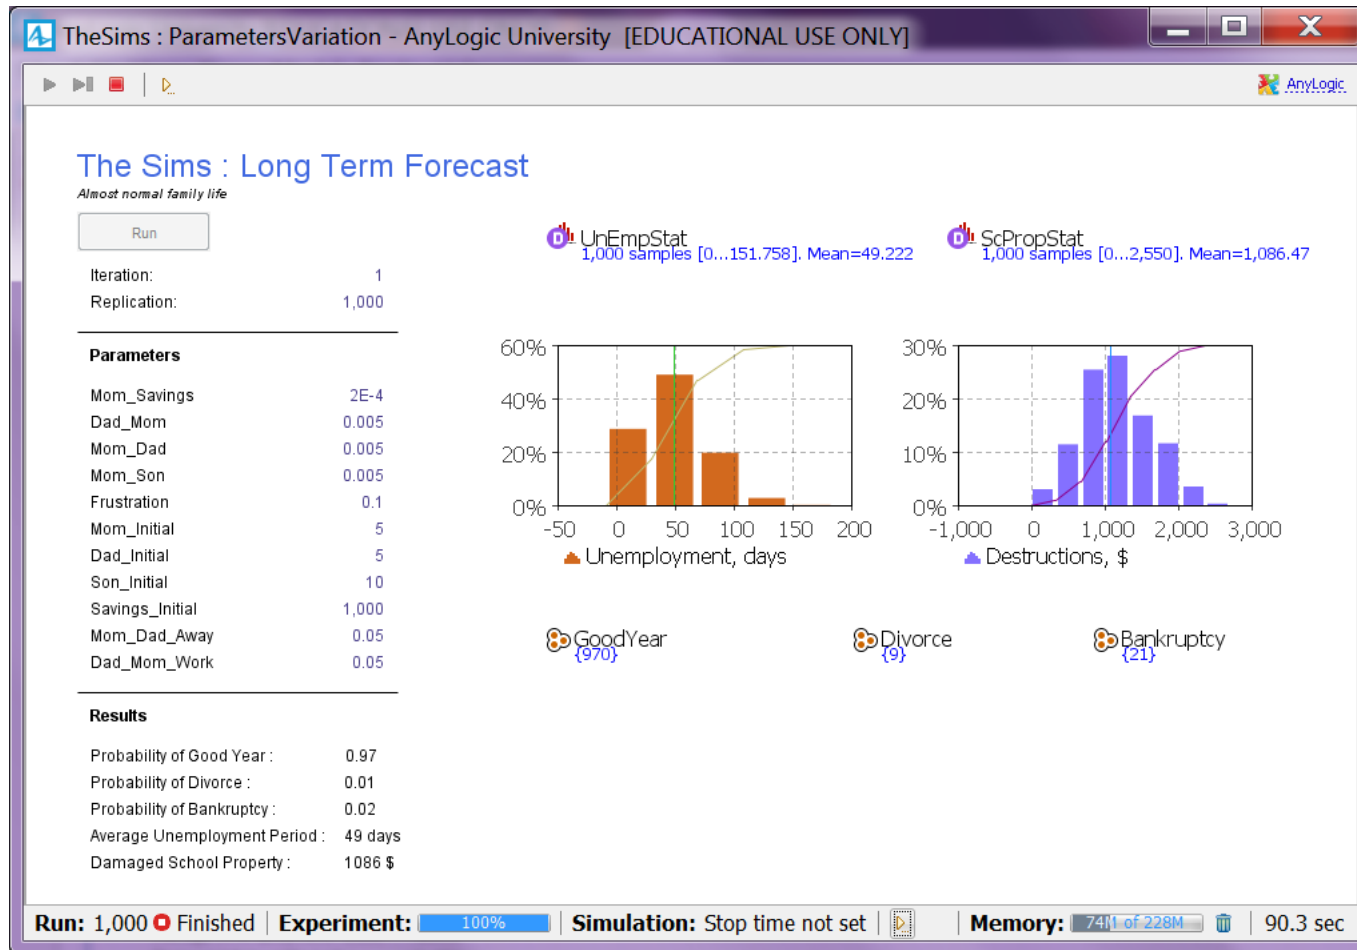 TheSims : ParametersVariation - AnyLogic University [EDUCATIONAL USE ONLY]
AnyLogic
The Sims : Long Term Forecast
Almost normal family life
Run
Iteration: 1
Replication: 1,000
Parameters
Mom_Savings 2E-4
Dad_Mom 0.005
Mom_Dad 0.005
Mom_Son 0.005
Frustration 0.1
Mom_Initial 5
Dad_Initial 5
Son_Initial 10
Savings_Initial 1,000
Mom_Dad_Away 0.05
Dad_Mom_Work 0.05
Results
Probability of Good Year : 0.97
Probability of Divorce : 0.01
Probability of Bankruptcy : 0.02
Average Unemployment Period : 49 days
Damaged School Property : 1086 $
UnEmpStat
1,000 samples [0...151.758]. Mean=49.222
ScPropStat
1,000 samples [0...2,550]. Mean=1,086.47
60%
40%
20%
0%
-50 0 50 100 150 200
Unemployment, days
30%
20%
10%
0%
-1,000 0 1,000 2,000 3,000
Destructions, $
GoodYear
{970}
Divorce
{9}
Bankruptcy
{21}
Run: 1,000 Finished Experiment: 100% Simulation: Stop time not set Memory: 74M of 228M 90.3 sec